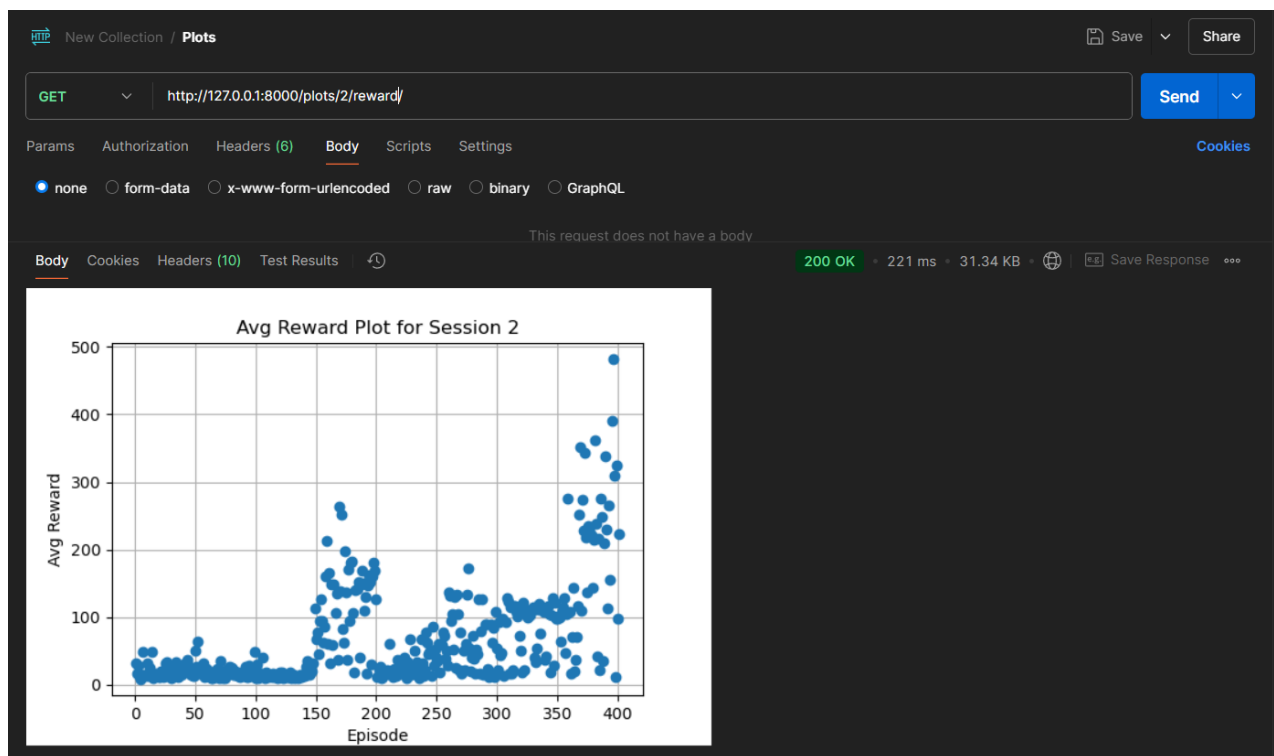 HTTP New Collection / Plots Save Share
GET http://127.0.0.1:8000/plots/2/reward/ Send
Params Authorization Headers (6) Body Scripts Settings Cookies
none form-data x-www-form-urlencoded raw binary GraphQL
This request does not have a body
Body Cookies Headers (10) Test Results 200 OK • 221 ms • 31.34 KB • e.g. Save Response
Avg Reward Plot for Session 2
500
400
300
200
100
0
Avg Reward
0 50 100 150 200 250 300 350 400
Episode